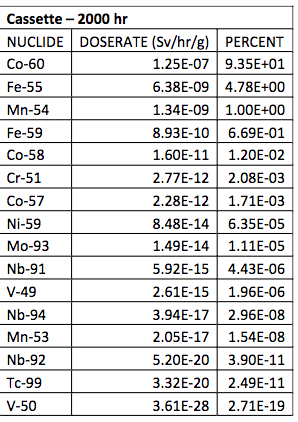 Cassette – 2000 hr
NUCLIDE DOSERATE (Sv/hr/g) PERCENT
Co-60 1.25E-07 9.35E+01
Fe-55 6.38E-09 4.78E+00
Mn-54 1.34E-09 1.00E+00
Fe-59 8.93E-10 6.69E-01
Co-58 1.60E-11 1.20E-02
Cr-51 2.77E-12 2.08E-03
Co-57 2.28E-12 1.71E-03
Ni-59 8.48E-14 6.35E-05
Mo-93 1.49E-14 1.11E-05
Nb-91 5.92E-15 4.43E-06
V-49 2.61E-15 1.96E-06
Nb-94 3.94E-17 2.96E-08
Mn-53 2.05E-17 1.54E-08
Nb-92 5.20E-20 3.90E-11
Tc-99 3.32E-20 2.49E-11
V-50 3.61E-28 2.71E-19